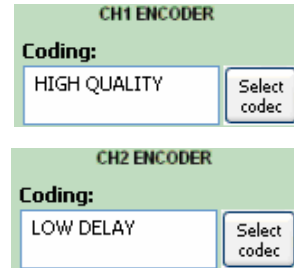 CH1 ENCODER
Coding:
HIGH QUALITY
Select
codec
CH2 ENCODER
Coding:
LOW DELAY
Select
codec